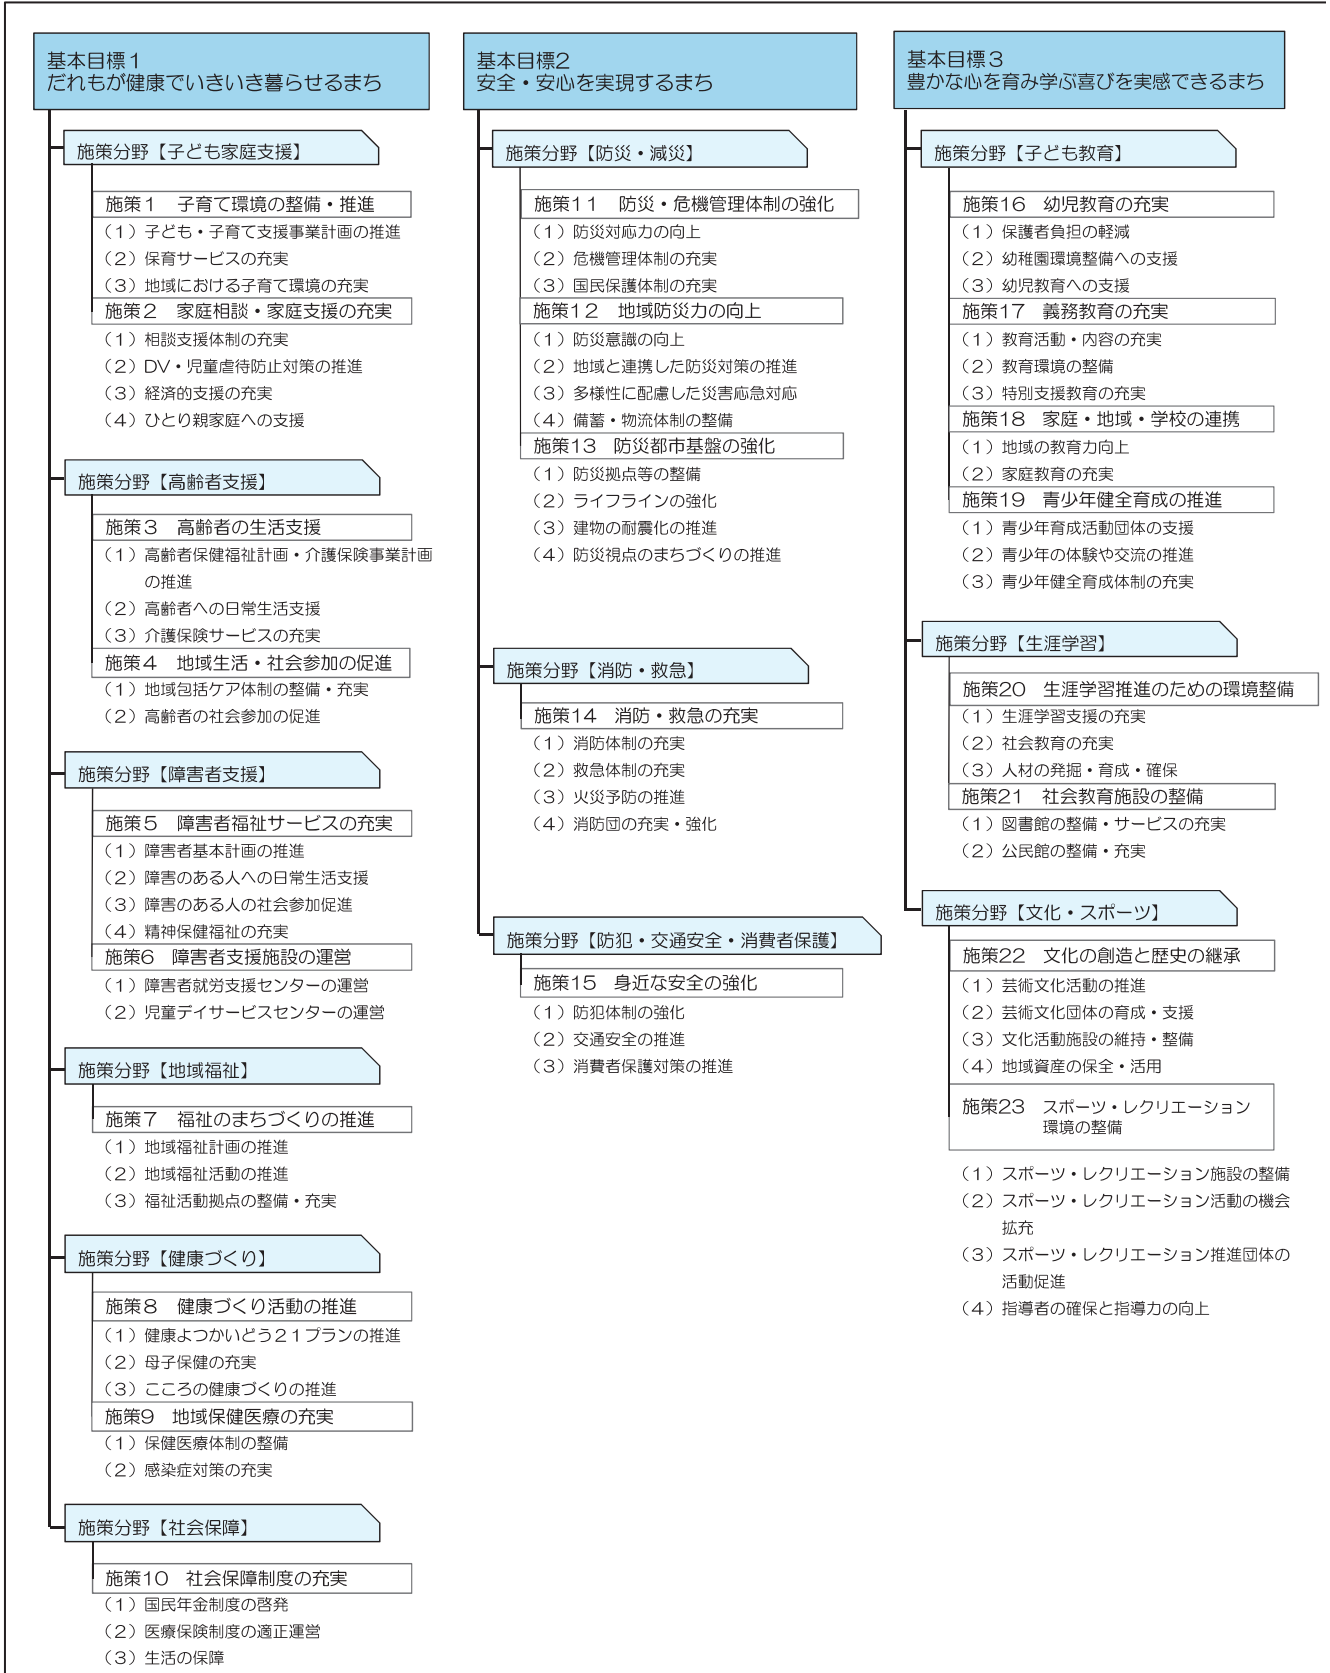 基本目標1
だれもが健康でいきいき暮らせるまち
施策分野【子ども家庭支援】
施策1　子育て環境の整備・推進
（1）子ども・子育て支援事業計画の推進
（2）保育サービスの充実
（3）地域における子育て環境の充実
施策2　家庭相談・家庭支援の充実
（1）相談支援体制の充実
（2）DV・児童虐待防止対策の推進
（3）経済的支援の充実
（4）ひとり親家庭への支援
施策分野【高齢者支援】
施策3　高齢者の生活支援
（1）高齢者保健福祉計画・介護保険事業計画
の推進
（2）高齢者への日常生活支援
（3）介護保険サービスの充実
施策4　地域生活・社会参加の促進
（1）地域包括ケア体制の整備・充実
（2）高齢者の社会参加の促進
施策分野【障害者支援】
施策5　障害者福祉サービスの充実
（1）障害者基本計画の推進
（2）障害のある人への日常生活支援
（3）障害のある人の社会参加促進
（4）精神保健福祉の充実
施策6　障害者支援施設の運営
（1）障害者就労支援センターの運営
（2）児童デイサービスセンターの運営
施策分野【地域福祉】
施策7　福祉のまちづくりの推進
（1）地域福祉計画の推進
（2）地域福祉活動の推進
（3）福祉活動拠点の整備・充実
施策分野【健康づくり】
施策8　健康づくり活動の推進
（1）健康よつかいどう21プランの推進
（2）母子保健の充実
（3）こころの健康づくりの推進
施策9　地域保健医療の充実
（1）保健医療体制の整備
（2）感染症対策の充実
施策分野【社会保障】
施策10　社会保障制度の充実
（1）国民年金制度の啓発
（2）医療保険制度の適正運営
（3）生活の保障
基本目標2
安全・安心を実現するまち
施策分野【防災・減災】
施策11　防災・危機管理体制の強化
（1）防災対応力の向上
（2）危機管理体制の充実
（3）国民保護体制の充実
施策12　地域防災力の向上
（1）防災意識の向上
（2）地域と連携した防災対策の推進
（3）多様性に配慮した災害応急対応
（4）備蓄・物流体制の整備
施策13　防災都市基盤の強化
（1）防災拠点等の整備
（2）ライフラインの強化
（3）建物の耐震化の推進
（4）防災視点のまちづくりの推進
施策分野【消防・救急】
施策14　消防・救急の充実
（1）消防体制の充実
（2）救急体制の充実
（3）火災予防の推進
（4）消防団の充実・強化
施策分野【防犯・交通安全・消費者保護】
施策15　身近な安全の強化
（1）防犯体制の強化
（2）交通安全の推進
（3）消費者保護対策の推進
基本目標3
豊かな心を育み学ぶ喜びを実感できるまち
施策分野【子ども教育】
施策16　幼児教育の充実
（1）保護者負担の軽減
（2）幼稚園環境整備への支援
（3）幼児教育への支援
施策17　義務教育の充実
（1）教育活動・内容の充実
（2）教育環境の整備
（3）特別支援教育の充実
施策18　家庭・地域・学校の連携
（1）地域の教育力向上
（2）家庭教育の充実
施策19　青少年健全育成の推進
（1）青少年育成活動団体の支援
（2）青少年の体験や交流の推進
（3）青少年健全育成体制の充実
施策分野【生涯学習】
施策20　生涯学習推進のための環境整備
（1）生涯学習支援の充実
（2）社会教育の充実
（3）人材の発掘・育成・確保
施策21　社会教育施設の整備
（1）図書館の整備・サービスの充実
（2）公民館の整備・充実
施策分野【文化・スポーツ】
施策22　文化の創造と歴史の継承
（1）芸術文化活動の推進
（2）芸術文化団体の育成・支援
（3）文化活動施設の維持・整備
（4）地域資産の保全・活用
施策23　スポーツ・レクリエーション
環境の整備
（1）スポーツ・レクリエーション施設の整備
（2）スポーツ・レクリエーション活動の機会
拡充
（3）スポーツ・レクリエーション推進団体の
活動促進
（4）指導者の確保と指導力の向上